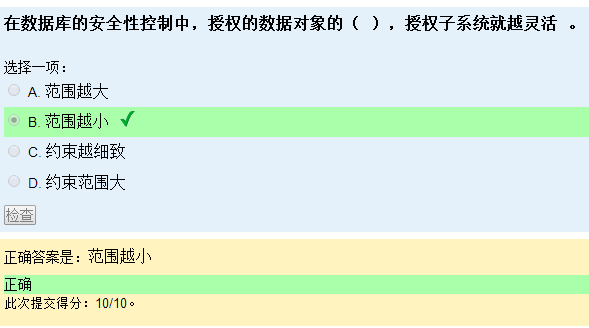 在数据库的安全性控制中，授权的数据对象的（ ），授权子系统就越灵活 。
选择一项：
A. 范围越大
B. 范围越小
C. 约束越细致
D. 约束范围大
检查
正确答案是：范围越小
正确
此次提交得分：10/10。